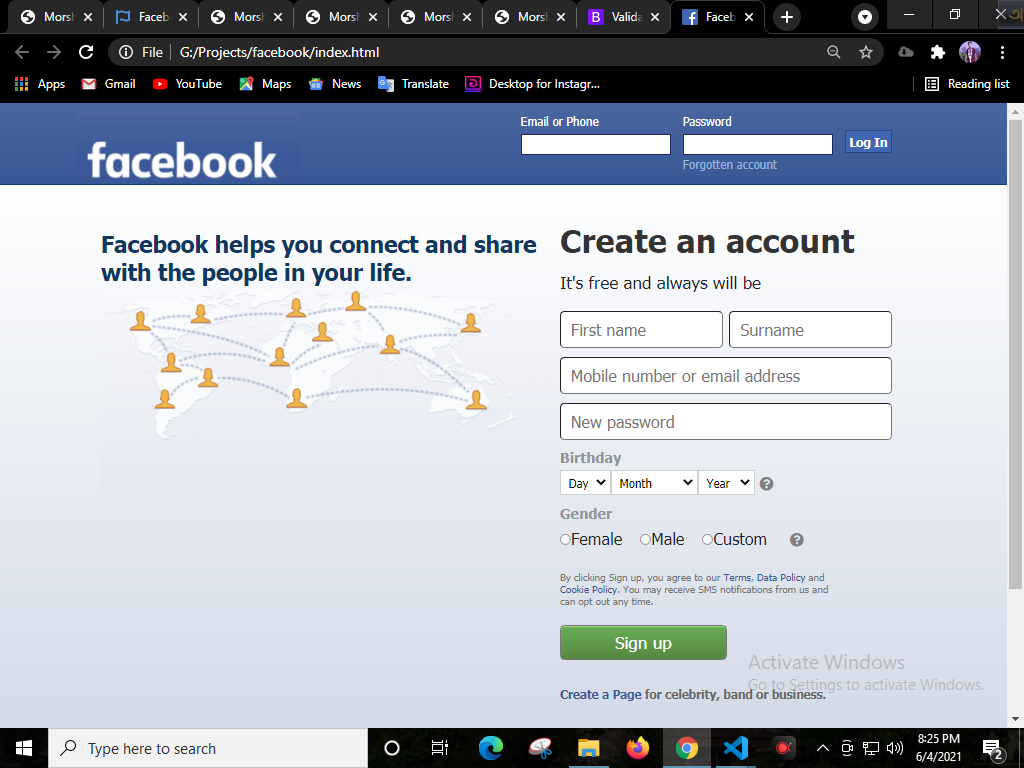 Morsh
Faceb
Morsh
Morsh
Morsh
Morsh
Valida
Faceb
File G:/Projects/facebook/index.html
Apps Gmail YouTube Maps News Translate Desktop for Instagr... Reading list
facebook
Email or Phone Password
Log In
Forgotten account
Facebook helps you connect and share
with the people in your life.
Create an account
It's free and always will be
First name Surname
Mobile number or email address
New password
Birthday
Day Month Year ?
Gender
Female Male Custom ?
By clicking Sign up, you agree to our Terms, Data Policy and
Cookie Policy. You may receive SMS notifications from us and
can opt out any time.
Sign up
Activate Windows
Go to Settings to activate Windows.
Create a Page for celebrity, band or business.
Type here to search
8:25 PM
6/4/2021
2